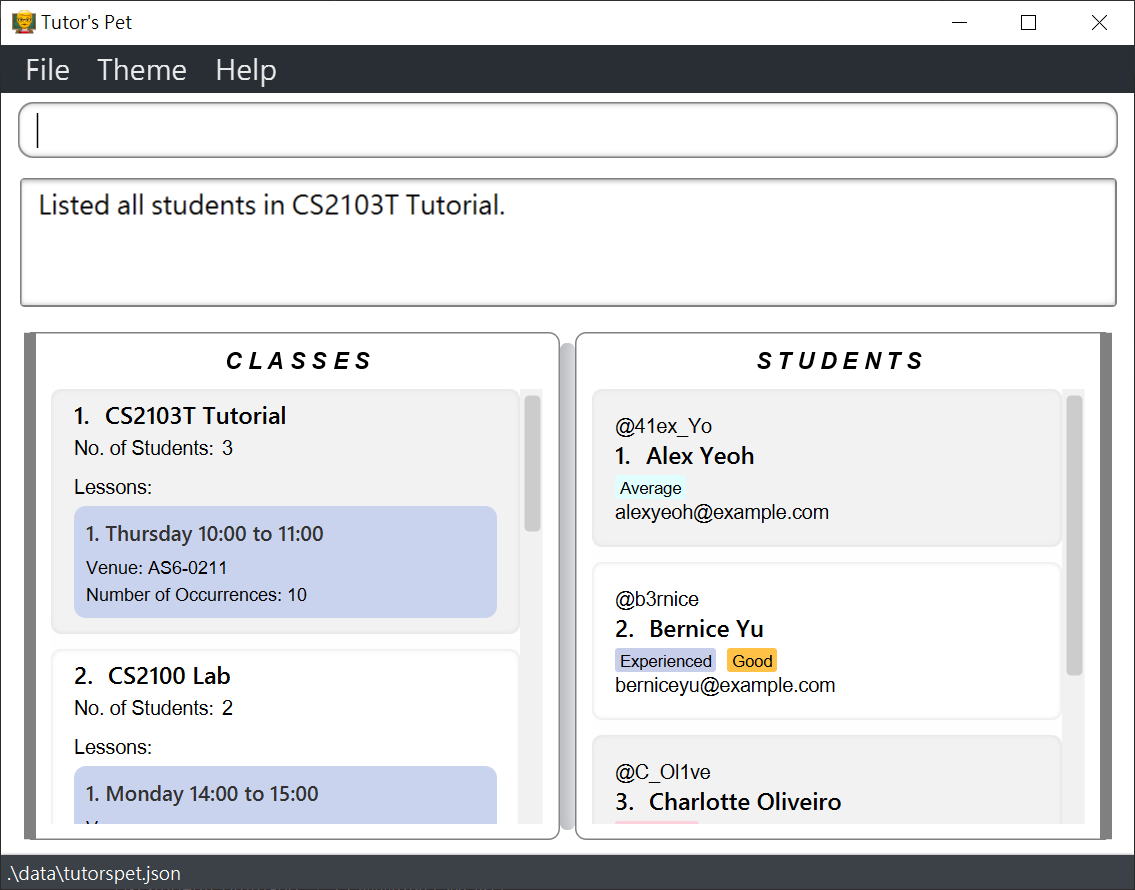 Tutor's Pet
File Theme Help
Listed all students in CS2103T Tutorial.
CLASSES
1. CS2103T Tutorial
No. of Students: 3
Lessons:
1. Thursday 10:00 to 11:00
Venue: AS6-0211
Number of Occurrences: 10
2. CS2100 Lab
No. of Students: 2
Lessons:
1. Monday 14:00 to 15:00
STUDENTS
@41ex_Yo
1. Alex Yeoh
Average
alexyeoh@example.com
@b3rnice
2. Bernice Yu
Experienced Good
berniceyu@example.com
@C_Ol1ve
3. Charlotte Oliveiro
.\data\tutorspet.json